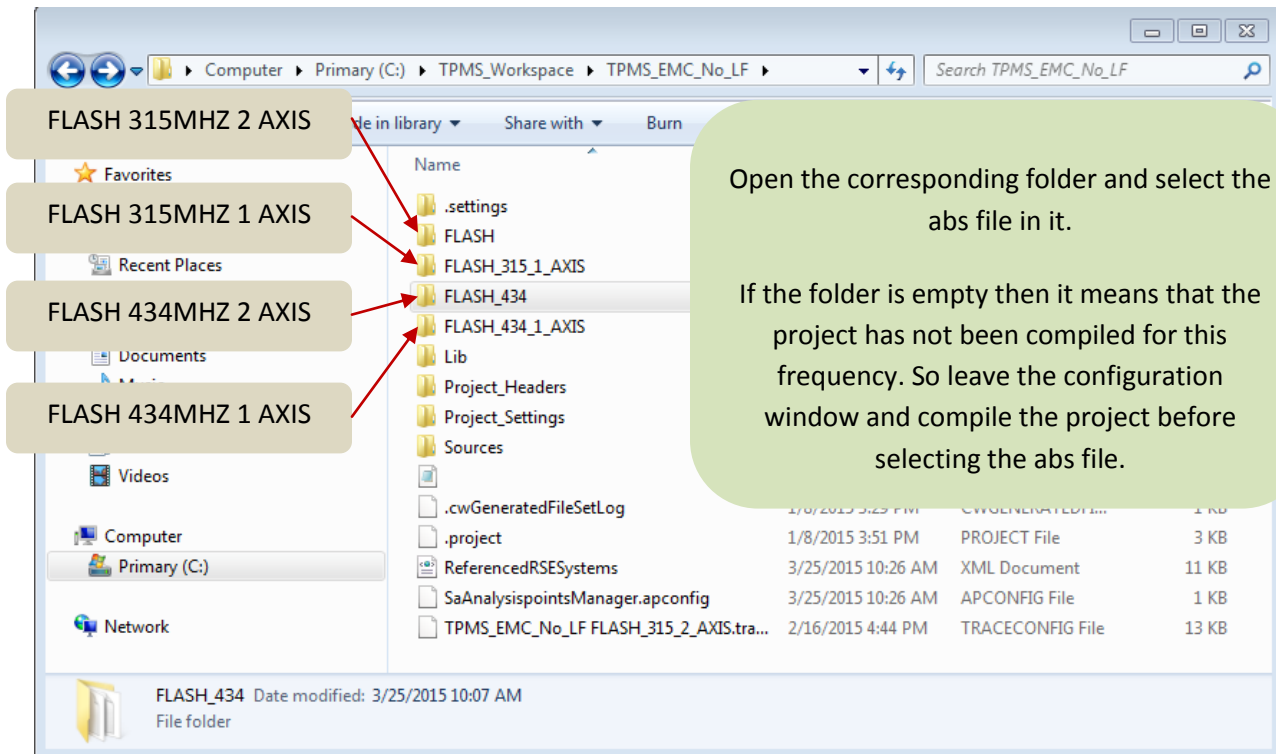 Computer ▸ Primary (C:) ▸ TPMS_Workspace ▸ TPMS_EMC_No_LF ▸
Search TPMS_EMC_No_LF
FLASH 315MHZ 2 AXIS
de in library
Share with
Burn
Favorites
Name
Open the corresponding folder and select the
abs file in it.
If the folder is empty then it means that the
project has not been compiled for this
frequency. So leave the configuration
window and compile the project before
selecting the abs file.
.settings
FLASH 315MHZ 1 AXIS
FLASH
Recent Places
FLASH_315_1_AXIS
FLASH 434MHZ 2 AXIS
FLASH_434
FLASH_434_1_AXIS
Documents
Lib
Project_Headers
FLASH 434MHZ 1 AXIS
Project_Settings
Sources
Videos
.cwGeneratedFileSetLog
1 KB
Computer
.project 1/8/2015 3:51 PM PROJECT File 3 KB
Primary (C:)
ReferencedRSESystems 3/25/2015 10:26 AM XML Document 11 KB
SaAnalysispointsManager.apconfig 3/25/2015 10:26 AM APCONFIG File 1 KB
Network
TPMS_EMC_No_LF FLASH_315_2_AXIS.tra... 2/16/2015 4:44 PM TRACECONFIG File 13 KB
FLASH_434 Date modified: 3/25/2015 10:07 AM
File folder